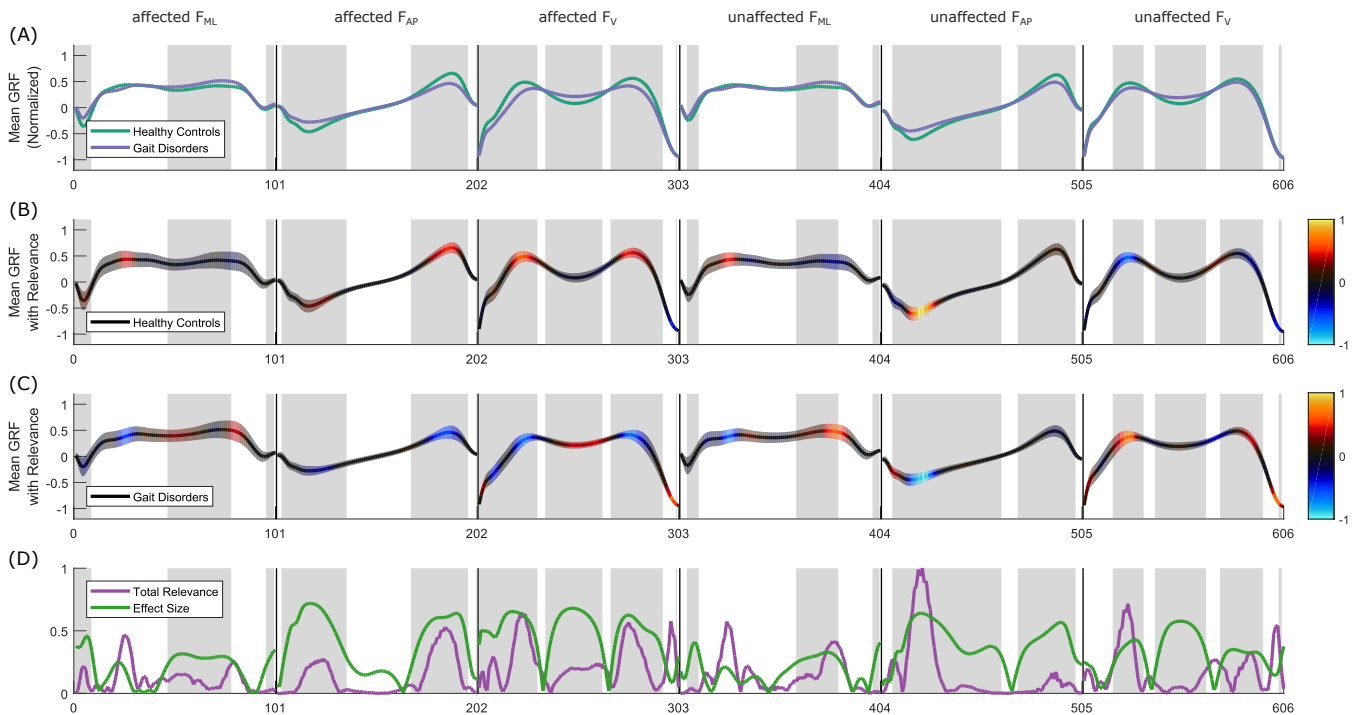 affected F_ML affected F_AP affected F_V unaffected F_ML unaffected F_AP unaffected F_V
(A)
Mean GRF
(Normalized)
1
0.5
0
-0.5
-1
Healthy Controls
Gait Disorders
0 101 202 303 404 505 606
(B)
Mean GRF
with Relevance
1
0.5
0
-0.5
-1
Healthy Controls
0 101 202 303 404 505 606
1
0
-1
(C)
Mean GRF
with Relevance
1
0.5
0
-0.5
-1
Gait Disorders
0 101 202 303 404 505 606
1
0
-1
(D)
1
0.5
0
Total Relevance
Effect Size
0 101 202 303 404 505 606